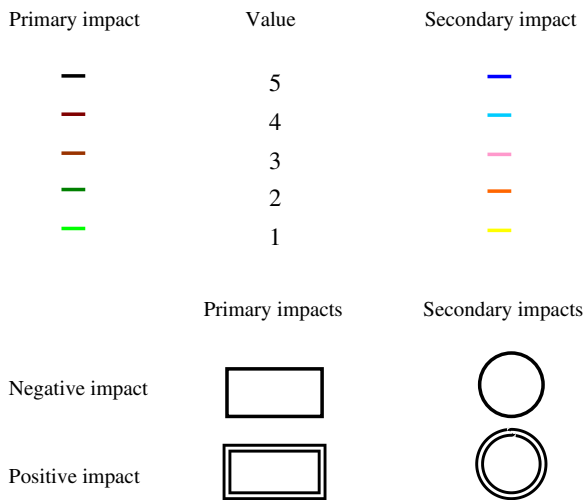 Primary impact Value Secondary impact
5
4
3
2
1
Primary impacts Secondary impacts
Negative impact
Positive impact